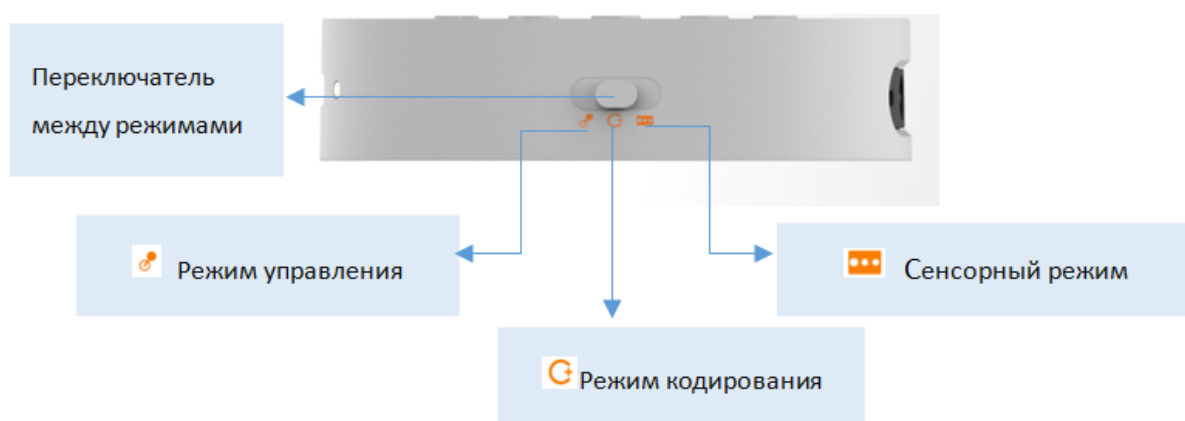 Переключатель
между режимами
Режим управления
Сенсорный режим
Режим кодирования